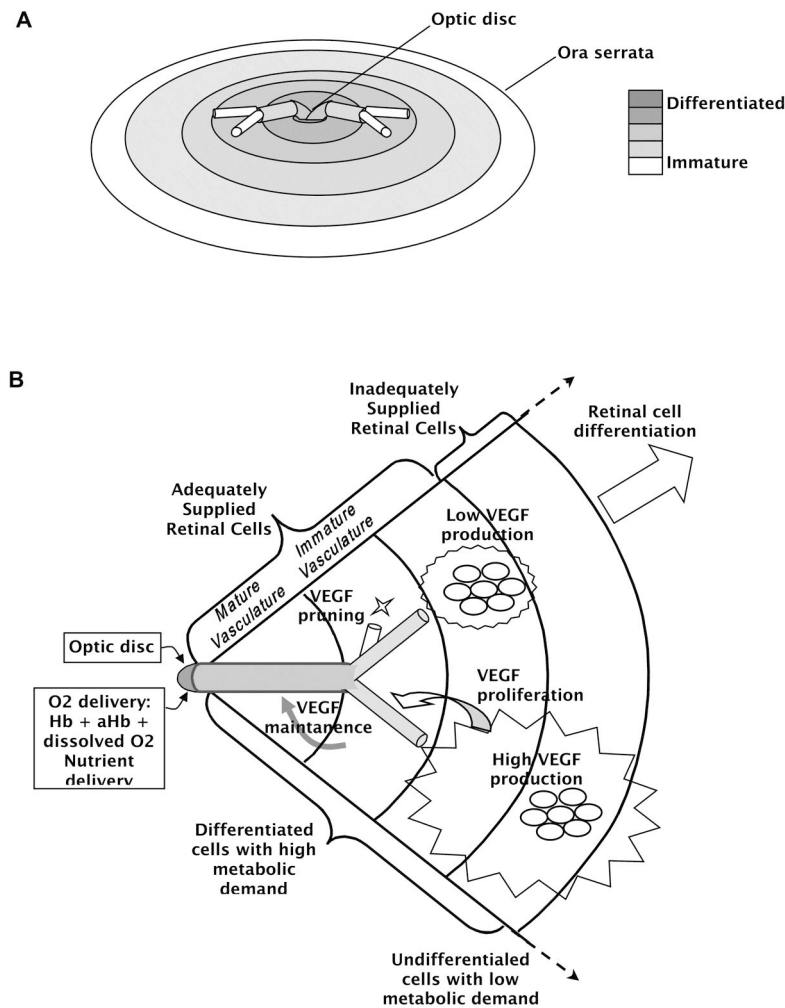 A
Optic disc
Ora serrata
Differentiated
Immature
B
Inadequately
Supplied
Retinal Cells
Retinal cell
differentiation
Adequately
Supplied
Retinal Cells
Immature
Vasculature
Mature
Vasculature
Low VEGF
production
VEGF
pruning
Optic disc
O2 delivery:
Hb + aHb +
dissolved O2
Nutrient
delivery
VEGF
maintanence
VEGF
proliferation
High VEGF
production
Differentiated
cells with high
metabolic
demand
Undifferentialed
cells with low
metabolic demand